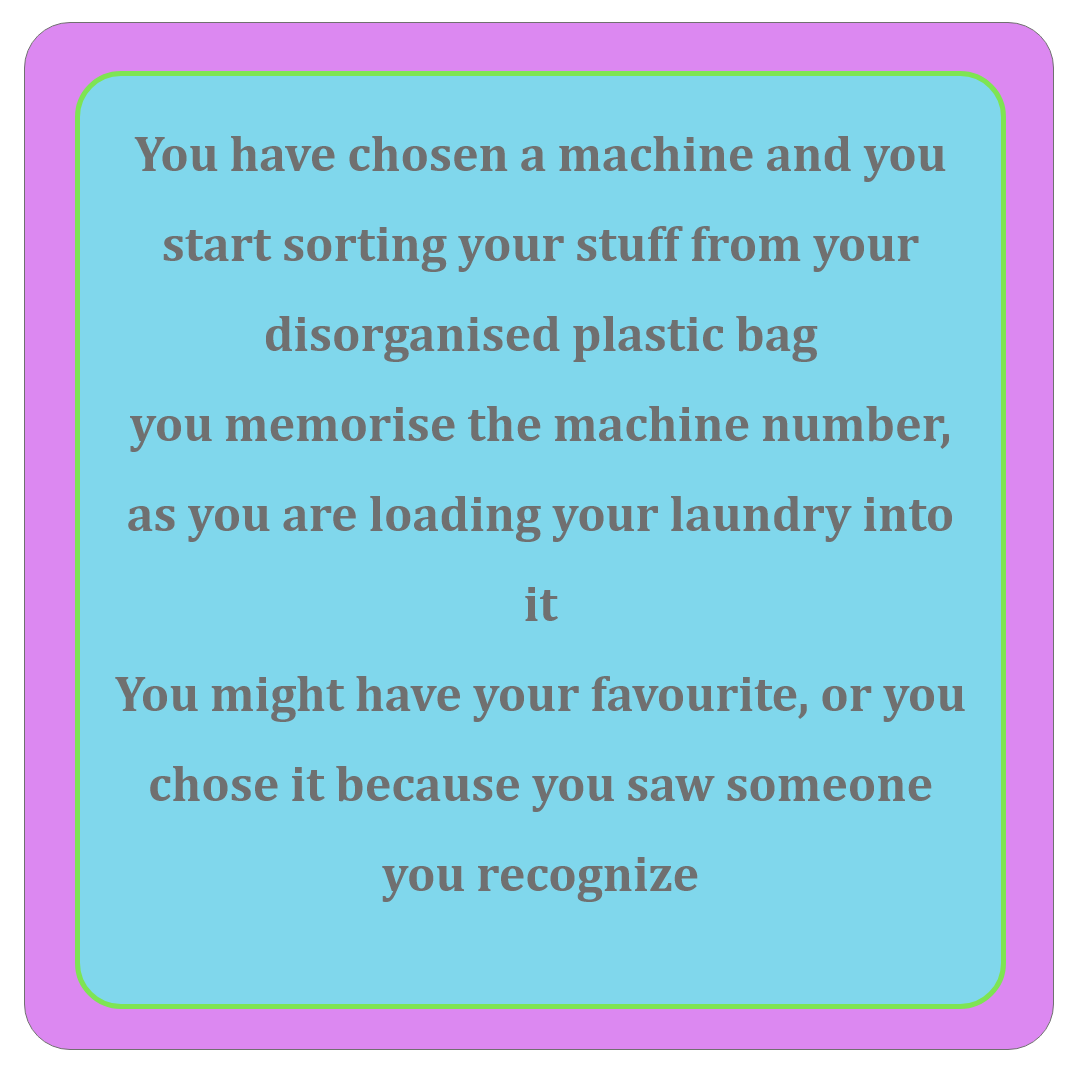 You have chosen a machine and you
start sorting your stuff from your
disorganised plastic bag
you memorise the machine number,
as you are loading your laundry into
it
You might have your favourite, or you
chose it because you saw someone
you recognize